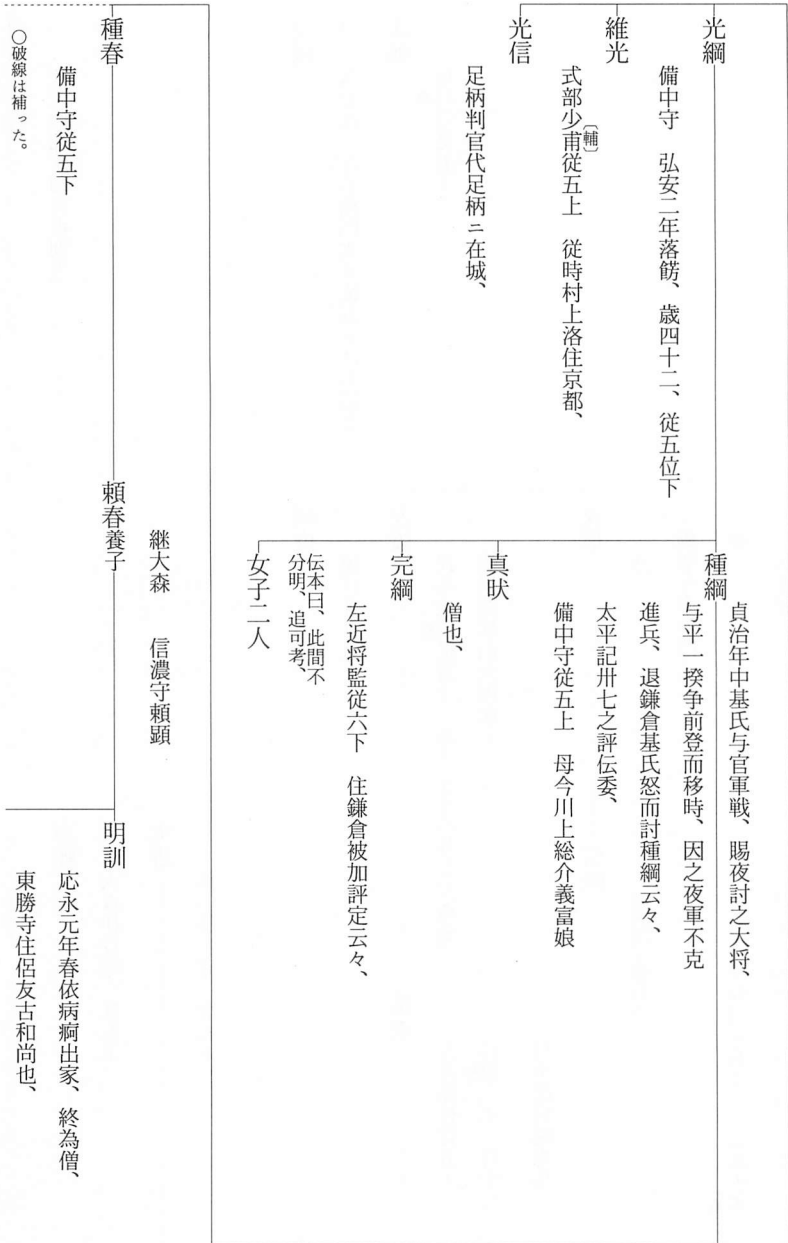 光綱
備中守　弘安二年落餝、歳四十二、従五位下
維光
式部少甫〔輔〕従五上　従時村上洛住京都、
光信
足柄判官代足柄ニ在城、
種綱
貞治年中基氏与官軍戦、賜夜討之大将、
与平一揆争前登而移時、因之夜軍不克
進兵、退鎌倉基氏怒而討種綱云々、
太平記卅七之評伝委、
備中守従五上　母今川上総介義富娘
真
僧也、
完綱
左近将監従六下　住鎌倉被加評定云々、
伝本曰、此間不
分明、追可考、
女子二人
種春
備中守従五下
継大森　信濃守頼顕
頼春養子
明訓
応永元年春依病痾出家、終為僧、
東勝寺住侶友古和尚也、
○破線は補った。